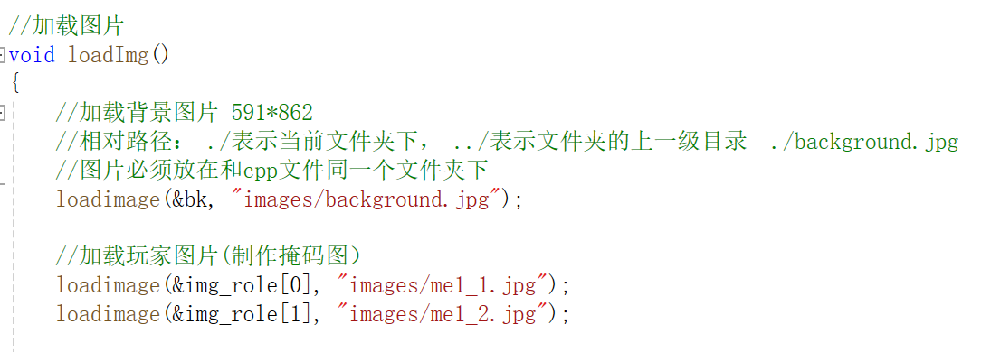 //加载图片
void loadImg()
{
//加载背景图片 591*862
//相对路径： ./表示当前文件夹下， ../表示文件夹的上一级目录 ./background.jpg
//图片必须放在和cpp文件同一个文件夹下
loadimage(&bk, "images/background.jpg");
//加载玩家图片(制作掩码图）
loadimage(&img_role[0], "images/me1_1.jpg");
loadimage(&img_role[1], "images/me1_2.jpg");